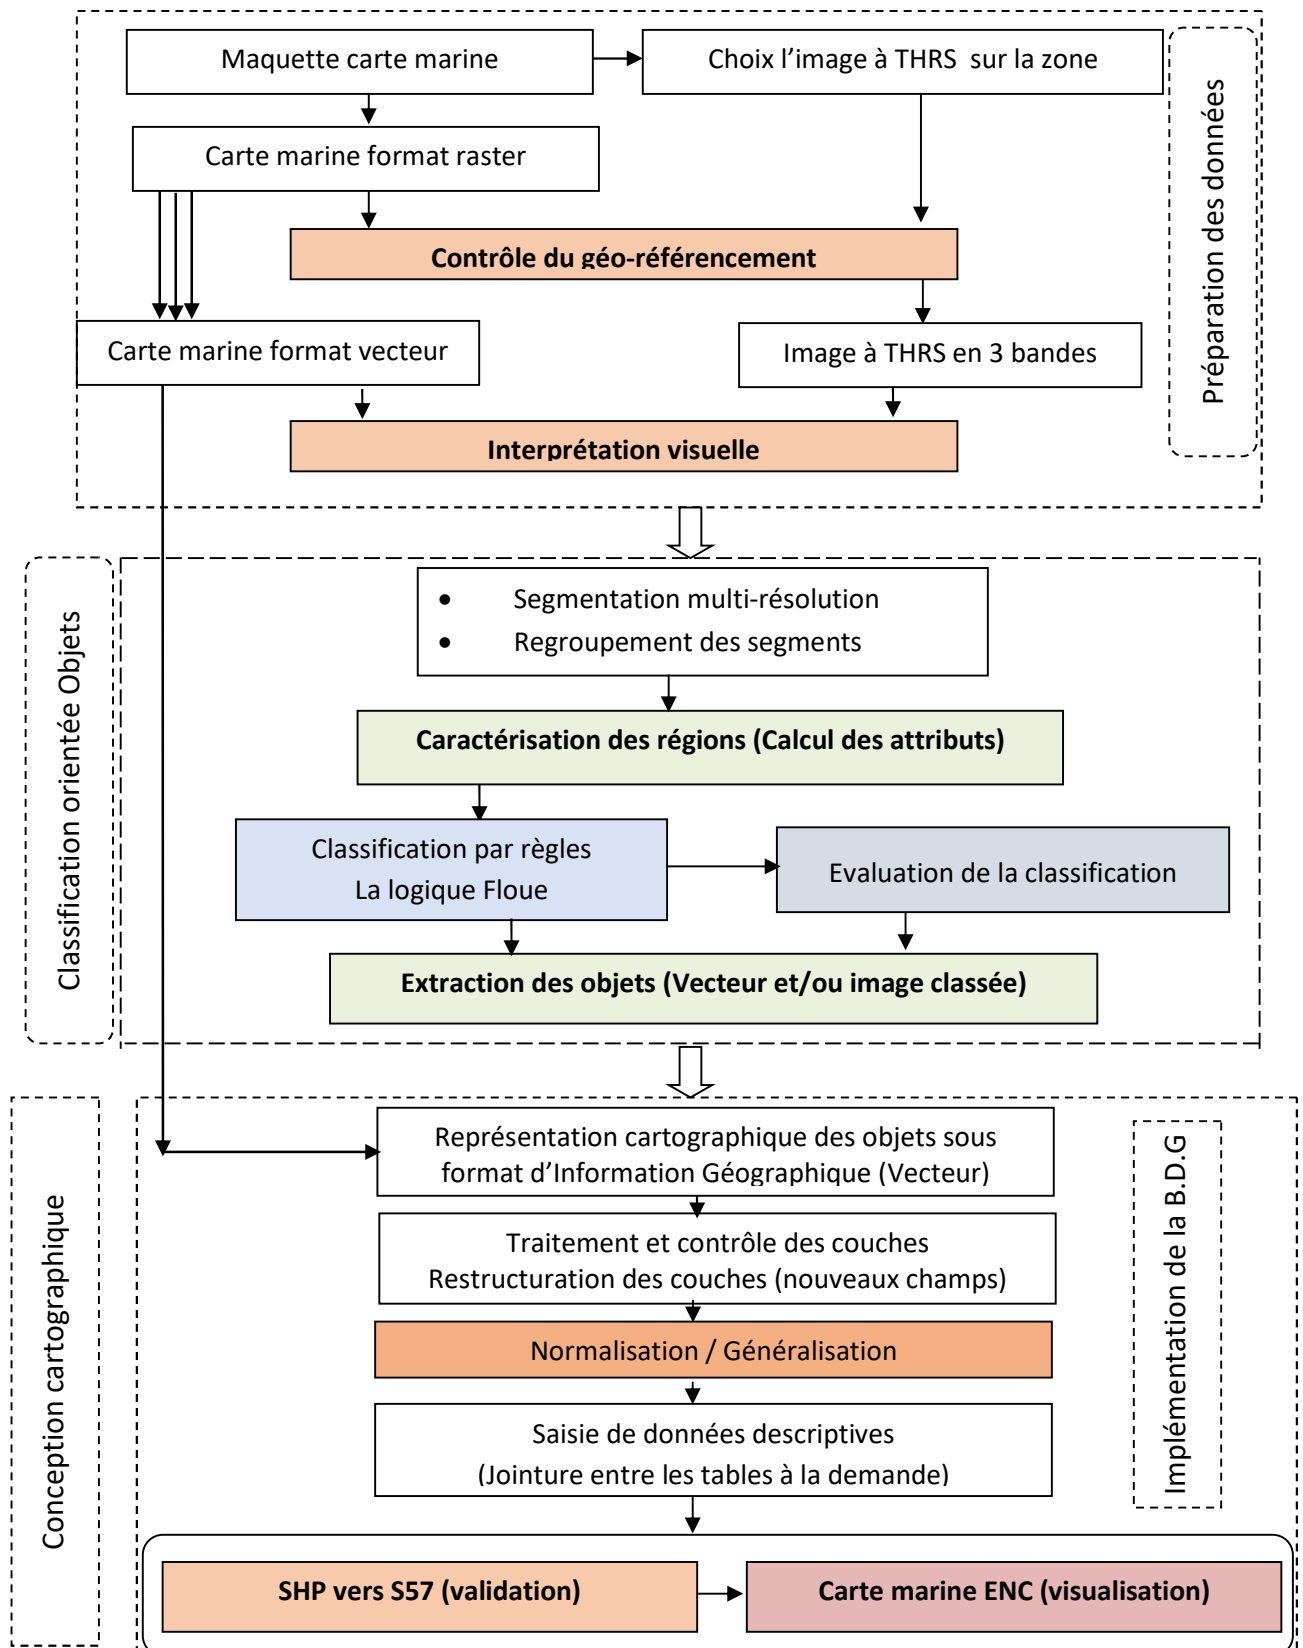 Maquette carte marine
Choix l'image à THRS sur la zone
Carte marine format raster
Préparation des données
Contrôle du géo-référencement
Carte marine format vecteur
Image à THRS en 3 bandes
Interprétation visuelle
Classification orientée Objets
• Segmentation multi-résolution
• Regroupement des segments
Caractérisation des régions (Calcul des attributs)
Classification par règles
La logique Floue
Evaluation de la classification
Extraction des objets (Vecteur et/ou image classée)
Conception cartographique
Représentation cartographique des objets sous
format d'Information Géographique (Vecteur)
Implémentation de la B.D.G
Traitement et contrôle des couches
Restructuration des couches (nouveaux champs)
Normalisation / Généralisation
Saisie de données descriptives
(Jointure entre les tables à la demande)
SHP vers S57 (validation)
Carte marine ENC (visualisation)